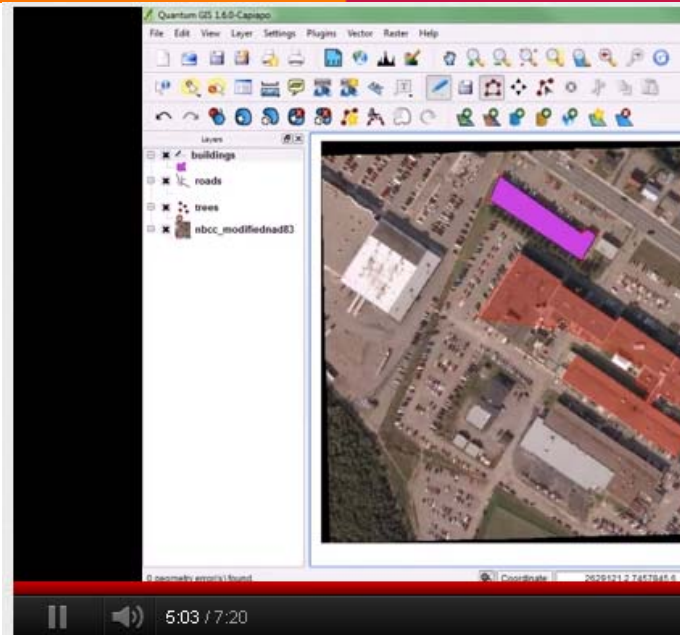 Quantum GIS 1.6.0-Capiapo
File Edit View Layer Settings Plugins Vector Raster Help
Layers
buildings
roads
trees
nbcc_modifiednad83
0 geometry error(s) found.
Coordinate 2629121.2,7457845.6
5:03 / 7:20